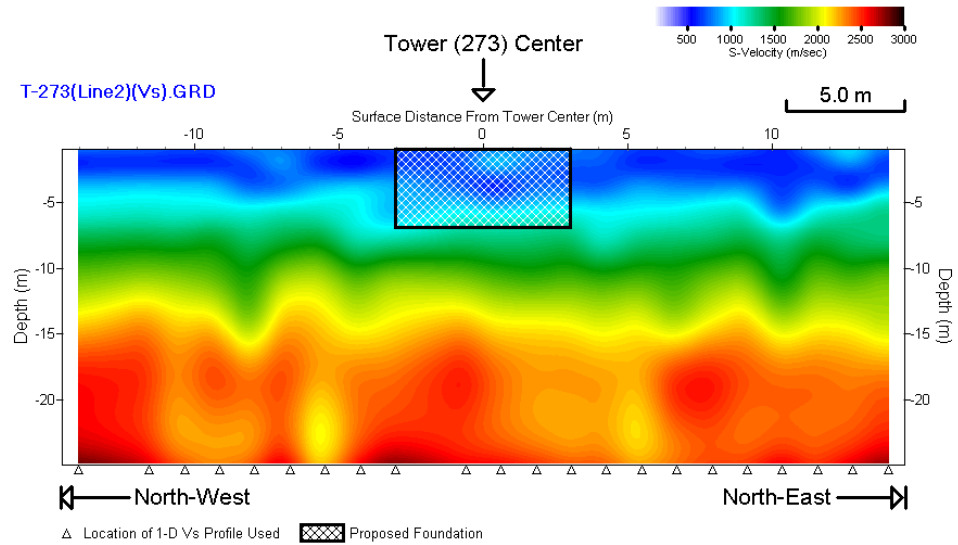 500 1000 1500 2000 2500 3000
S-Velocity (m/sec)
Tower (273) Center
T-273(Line2)(Vs).GRD
5.0 m
Surface Distance From Tower Center (m)
-10 -5 0 5 10
-5 -5
-10 -10
-15 -15
-20 -20
Depth (m)
Depth (m)
North-West
North-East
Location of 1-D Vs Profile Used
Proposed Foundation